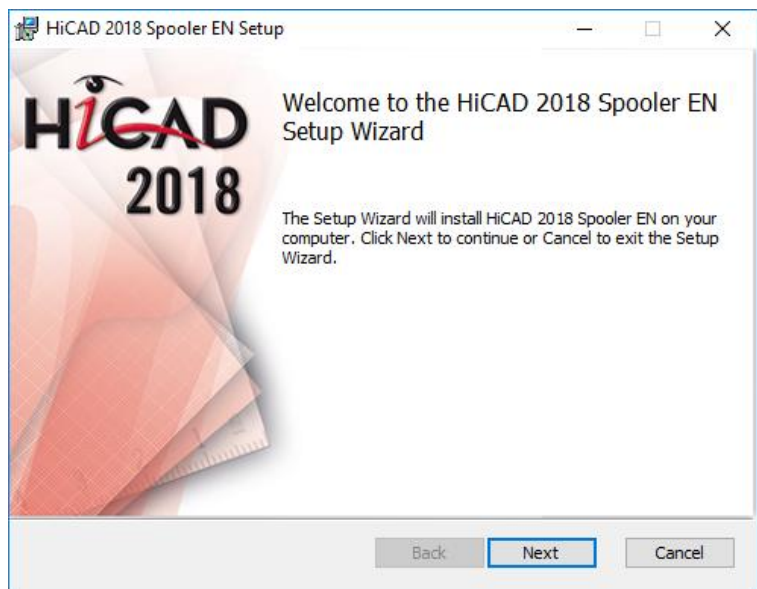 HiCAD 2018 Spooler EN Setup
HiCAD
2018
Welcome to the HiCAD 2018 Spooler EN
Setup Wizard
The Setup Wizard will install HiCAD 2018 Spooler EN on your
computer. Click Next to continue or Cancel to exit the Setup
Wizard.
Back Next Cancel